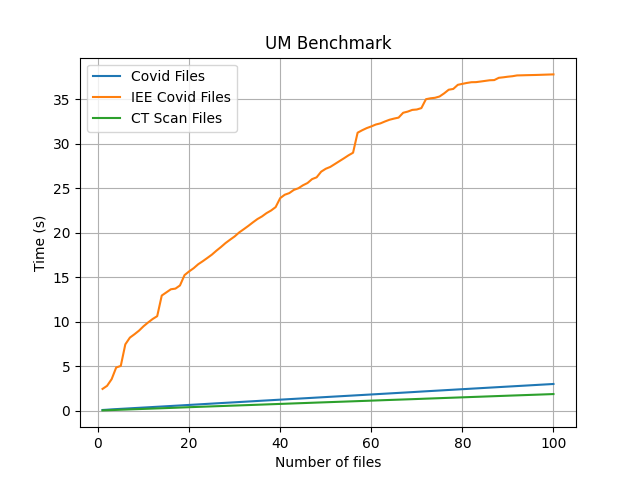 UM Benchmark
Covid Files
IEE Covid Files
CT Scan Files
Time (s)
35
30
25
20
15
10
5
0
0 20 40 60 80 100
Number of files